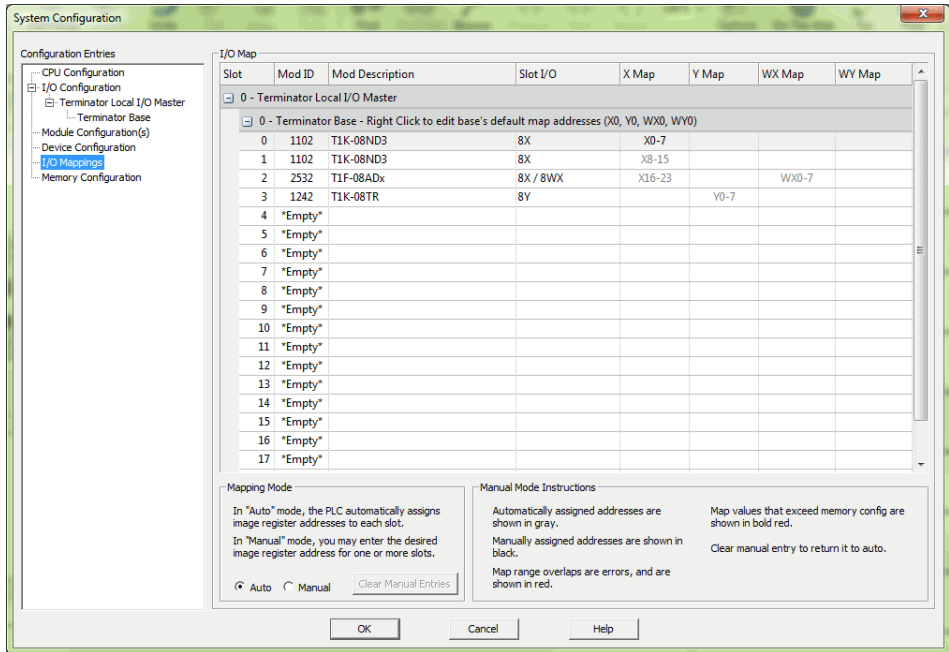 System Configuration
Configuration Entries
CPU Configuration
I/O Configuration
Terminator Local I/O Master
Terminator Base
Module Configuration(s)
Device Configuration
I/O Mappings
Memory Configuration
I/O Map
Slot Mod ID Mod Description Slot I/O X Map Y Map WX Map WY Map
0 - Terminator Local I/O Master
0 - Terminator Base - Right Click to edit base's default map addresses (X0, Y0, WX0, WY0)
0 1102 T1K-08ND3 8X X0-7
1 1102 T1K-08ND3 8X X8-15
2 2532 T1F-08ADx 8X / 8WX X16-23 WX0-7
3 1242 T1K-08TR 8Y Y0-7
4 *Empty*
5 *Empty*
6 *Empty*
7 *Empty*
8 *Empty*
9 *Empty*
10 *Empty*
11 *Empty*
12 *Empty*
13 *Empty*
14 *Empty*
15 *Empty*
16 *Empty*
17 *Empty*
Mapping Mode
In "Auto" mode, the PLC automatically assigns
image register addresses to each slot.
In "Manual" mode, you may enter the desired
image register address for one or more slots.
Auto Manual Clear Manual Entries
Manual Mode Instructions
Automatically assigned addresses are
shown in gray.
Manually assigned addresses are shown in
black.
Map range overlaps are errors, and are
shown in red.
Map values that exceed memory config are
shown in bold red.
Clear manual entry to return it to auto.
OK Cancel Help